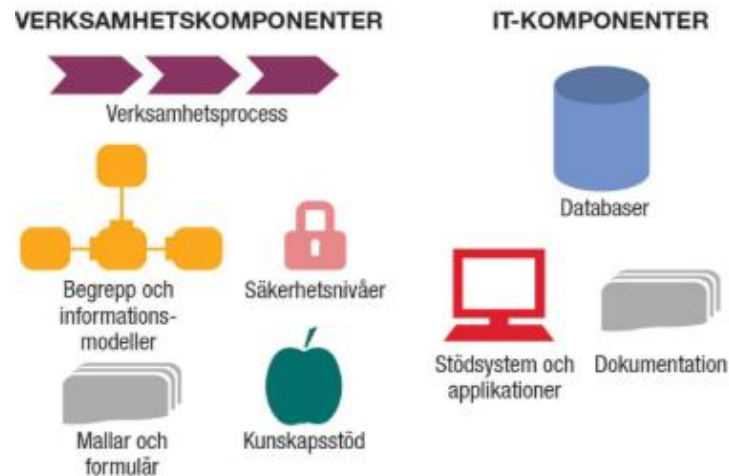 VERKSAMHETSKOMPONENTER
Verksamhetsprocess
Begrepp och
informations-
modeller
Säkerhetsnivåer
Mallar och
formulär
Kunskapsstöd
IT-KOMPONENTER
Databaser
Stödsystem och
applikationer
Dokumentation